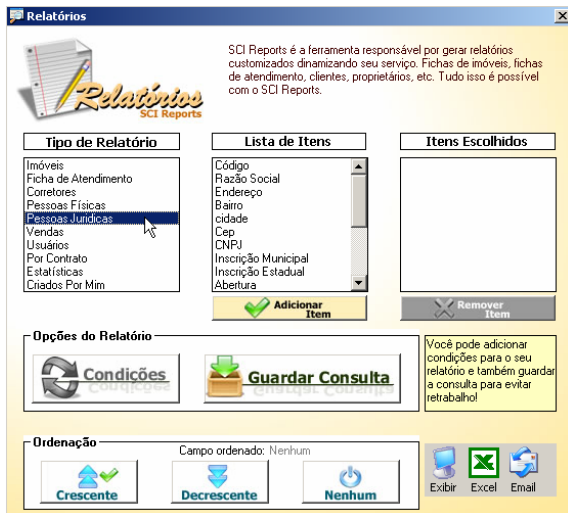 Relatórios
SCI Reports é a ferramenta responsável por gerar relatórios
customizados dinamizando seu serviço. Fichas de imóveis, fichas
de atendimento, clientes, proprietários, etc. Tudo isso é possível
com o SCI Reports.
Relatórios
SCI Reports
Tipo de Relatório
Imóveis
Ficha de Atendimento
Corretores
Pessoas Físicas
Pessoas Jurídicas
Vendas
Usuários
Por Contrato
Estatísticas
Criados Por Mim
Lista de Itens
Código
Razão Social
Endereço
Bairro
cidade
Cep
CNPJ
Inscrição Municipal
Inscrição Estadual
Abertura
Adicionar
Item
Itens Escolhidos
Remover
Item
Opções do Relatório
Condições
Guardar Consulta
Você pode adicionar
condições para o seu
relatório e também guardar
a consulta para evitar
retrabalho!
Ordenação
Campo ordenado: Nenhum
Crescente
Decrescente
Nenhum
Exibir
Excel
Email